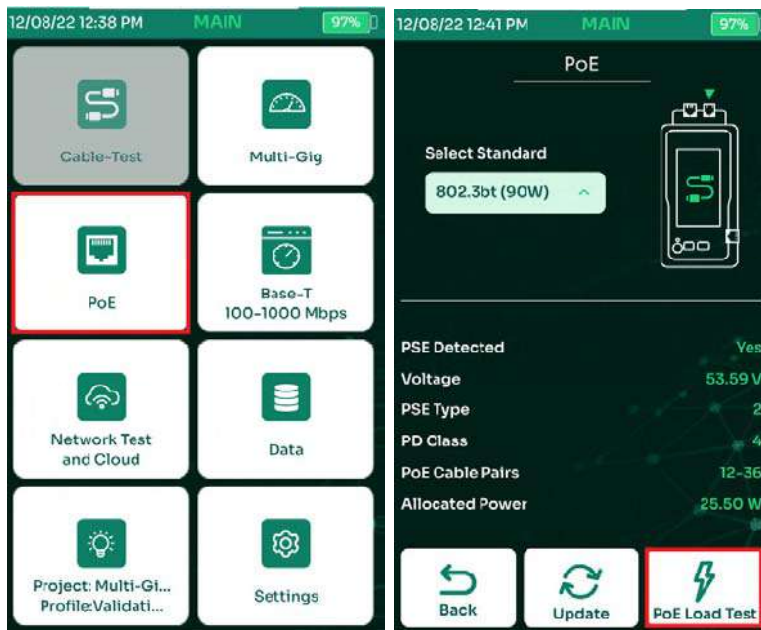 12/08/22 12:38 PM MAIN 97%
Cable-Test
Multi-Gig
PoE
Base-T
100-1000 Mbps
Network Test
and Cloud
Data
Project: Multi-Gi...
Profile:Validati...
Settings
12/08/22 12:41 PM MAIN 97%
PoE
Select Standard
802.3bt (90W)
PSE Detected Yes
Voltage 53.59 V
PSE Type 2
PD Class 4
PoE Cable Pairs 12-36
Allocated Power 25.50 W
Back
Update
PoE Load Test